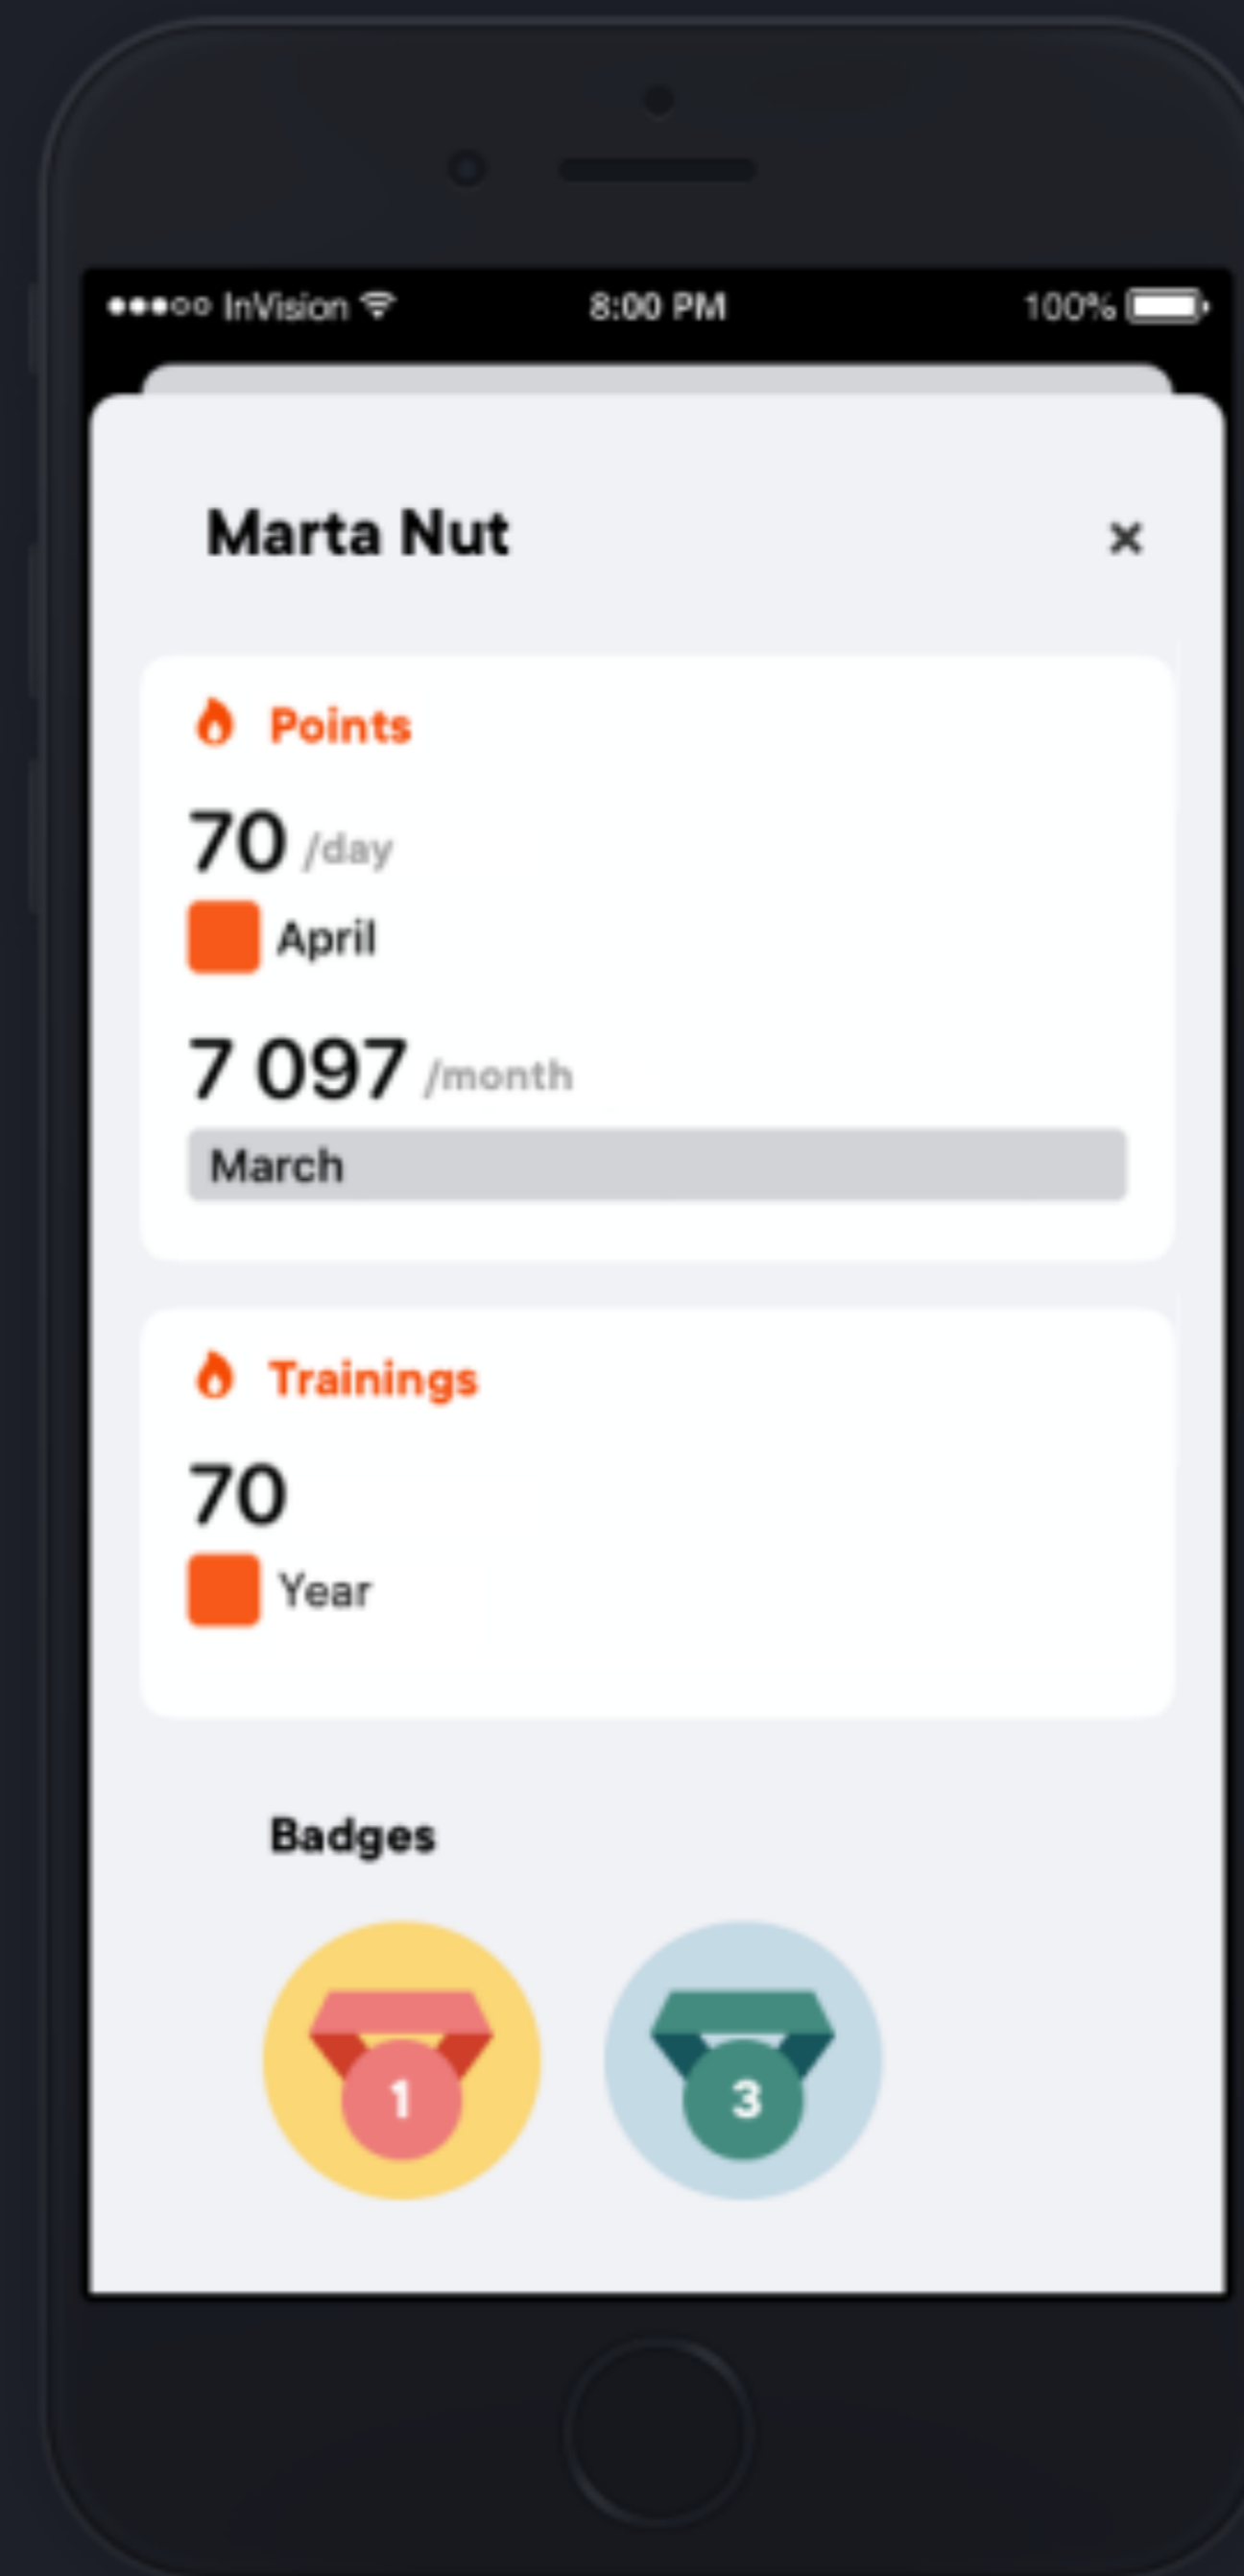 InVision 8:00 PM 100%
Marta Nut ×
Points
70 /day
April
7 097 /month
March
Trainings
70
Year
Badges
1 3